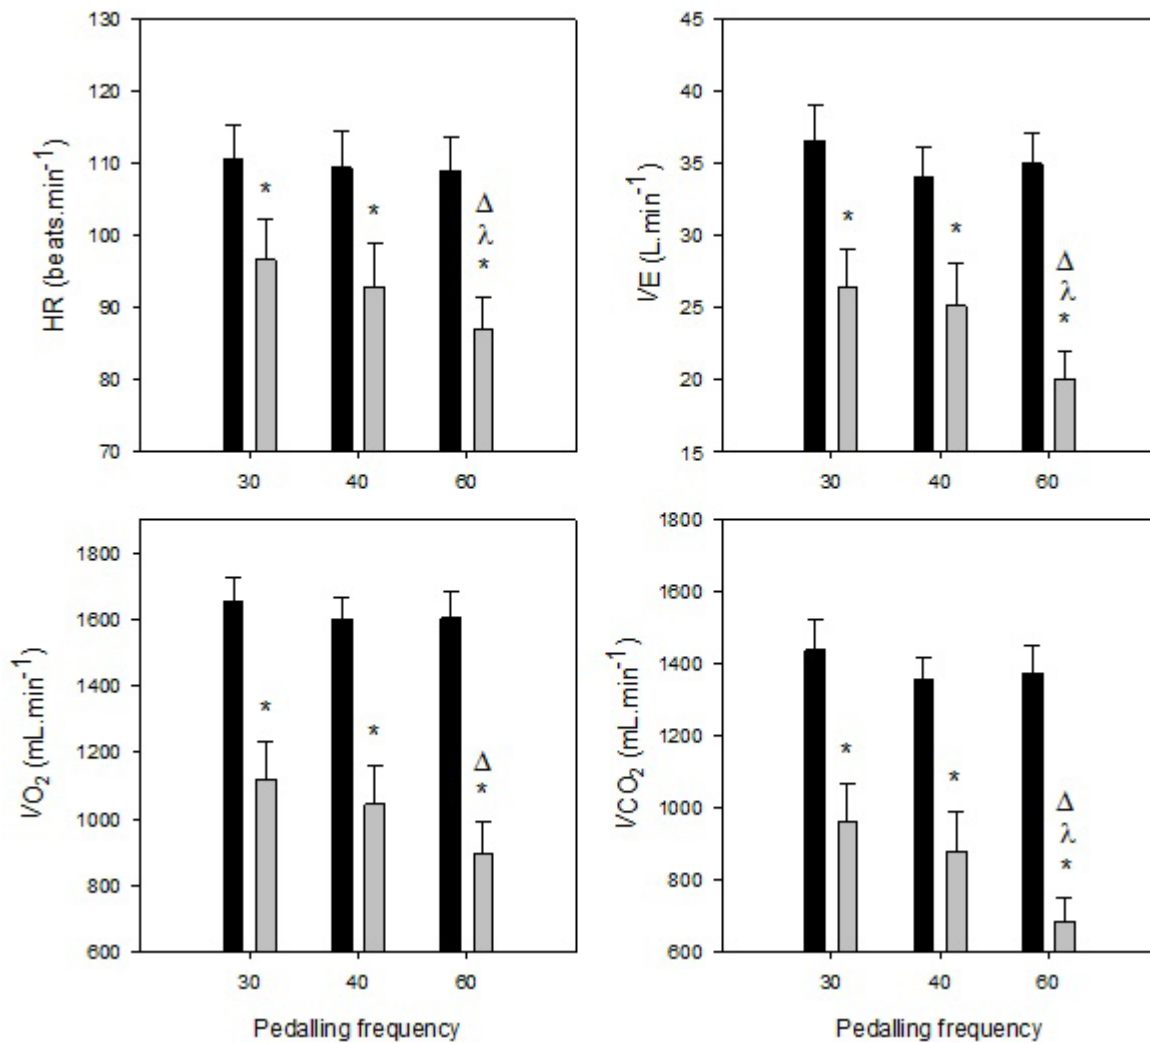 HR (beats.min⁻¹)
130
120
110
100
90
80
70
*
*
Δ
λ
*
30 40 60
VE (L.min⁻¹)
45
40
35
30
25
20
15
*
*
Δ
λ
*
30 40 60
VO₂ (mL.min⁻¹)
1800
1600
1400
1200
1000
800
600
*
*
Δ
*
30 40 60
Pedalling frequency
VCO₂ (mL.min⁻¹)
1800
1600
1400
1200
1000
800
600
*
*
Δ
λ
*
30 40 60
Pedalling frequency